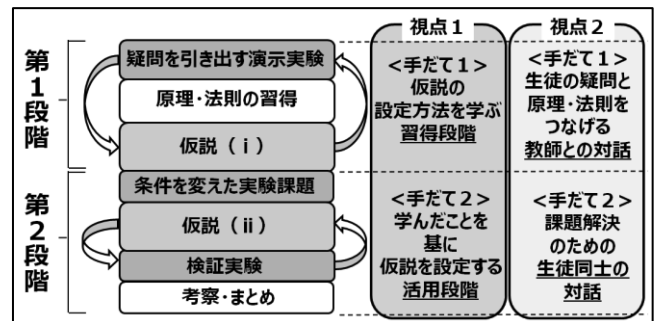 第1段階
疑問を引き出す演示実験
原理・法則の習得
仮説（ⅰ）
第2段階
条件を変えた実験課題
仮説（ⅱ）
検証実験
考察・まとめ
視点1
<手だて1>
仮説の
設定方法を学ぶ
習得段階
<手だて2>
学んだことを
基に
仮説を設定する
活用段階
視点2
<手だて1>
生徒の疑問と
原理・法則を
つなげる
教師との対話
<手だて2>
課題解決
のための
生徒同士の
対話